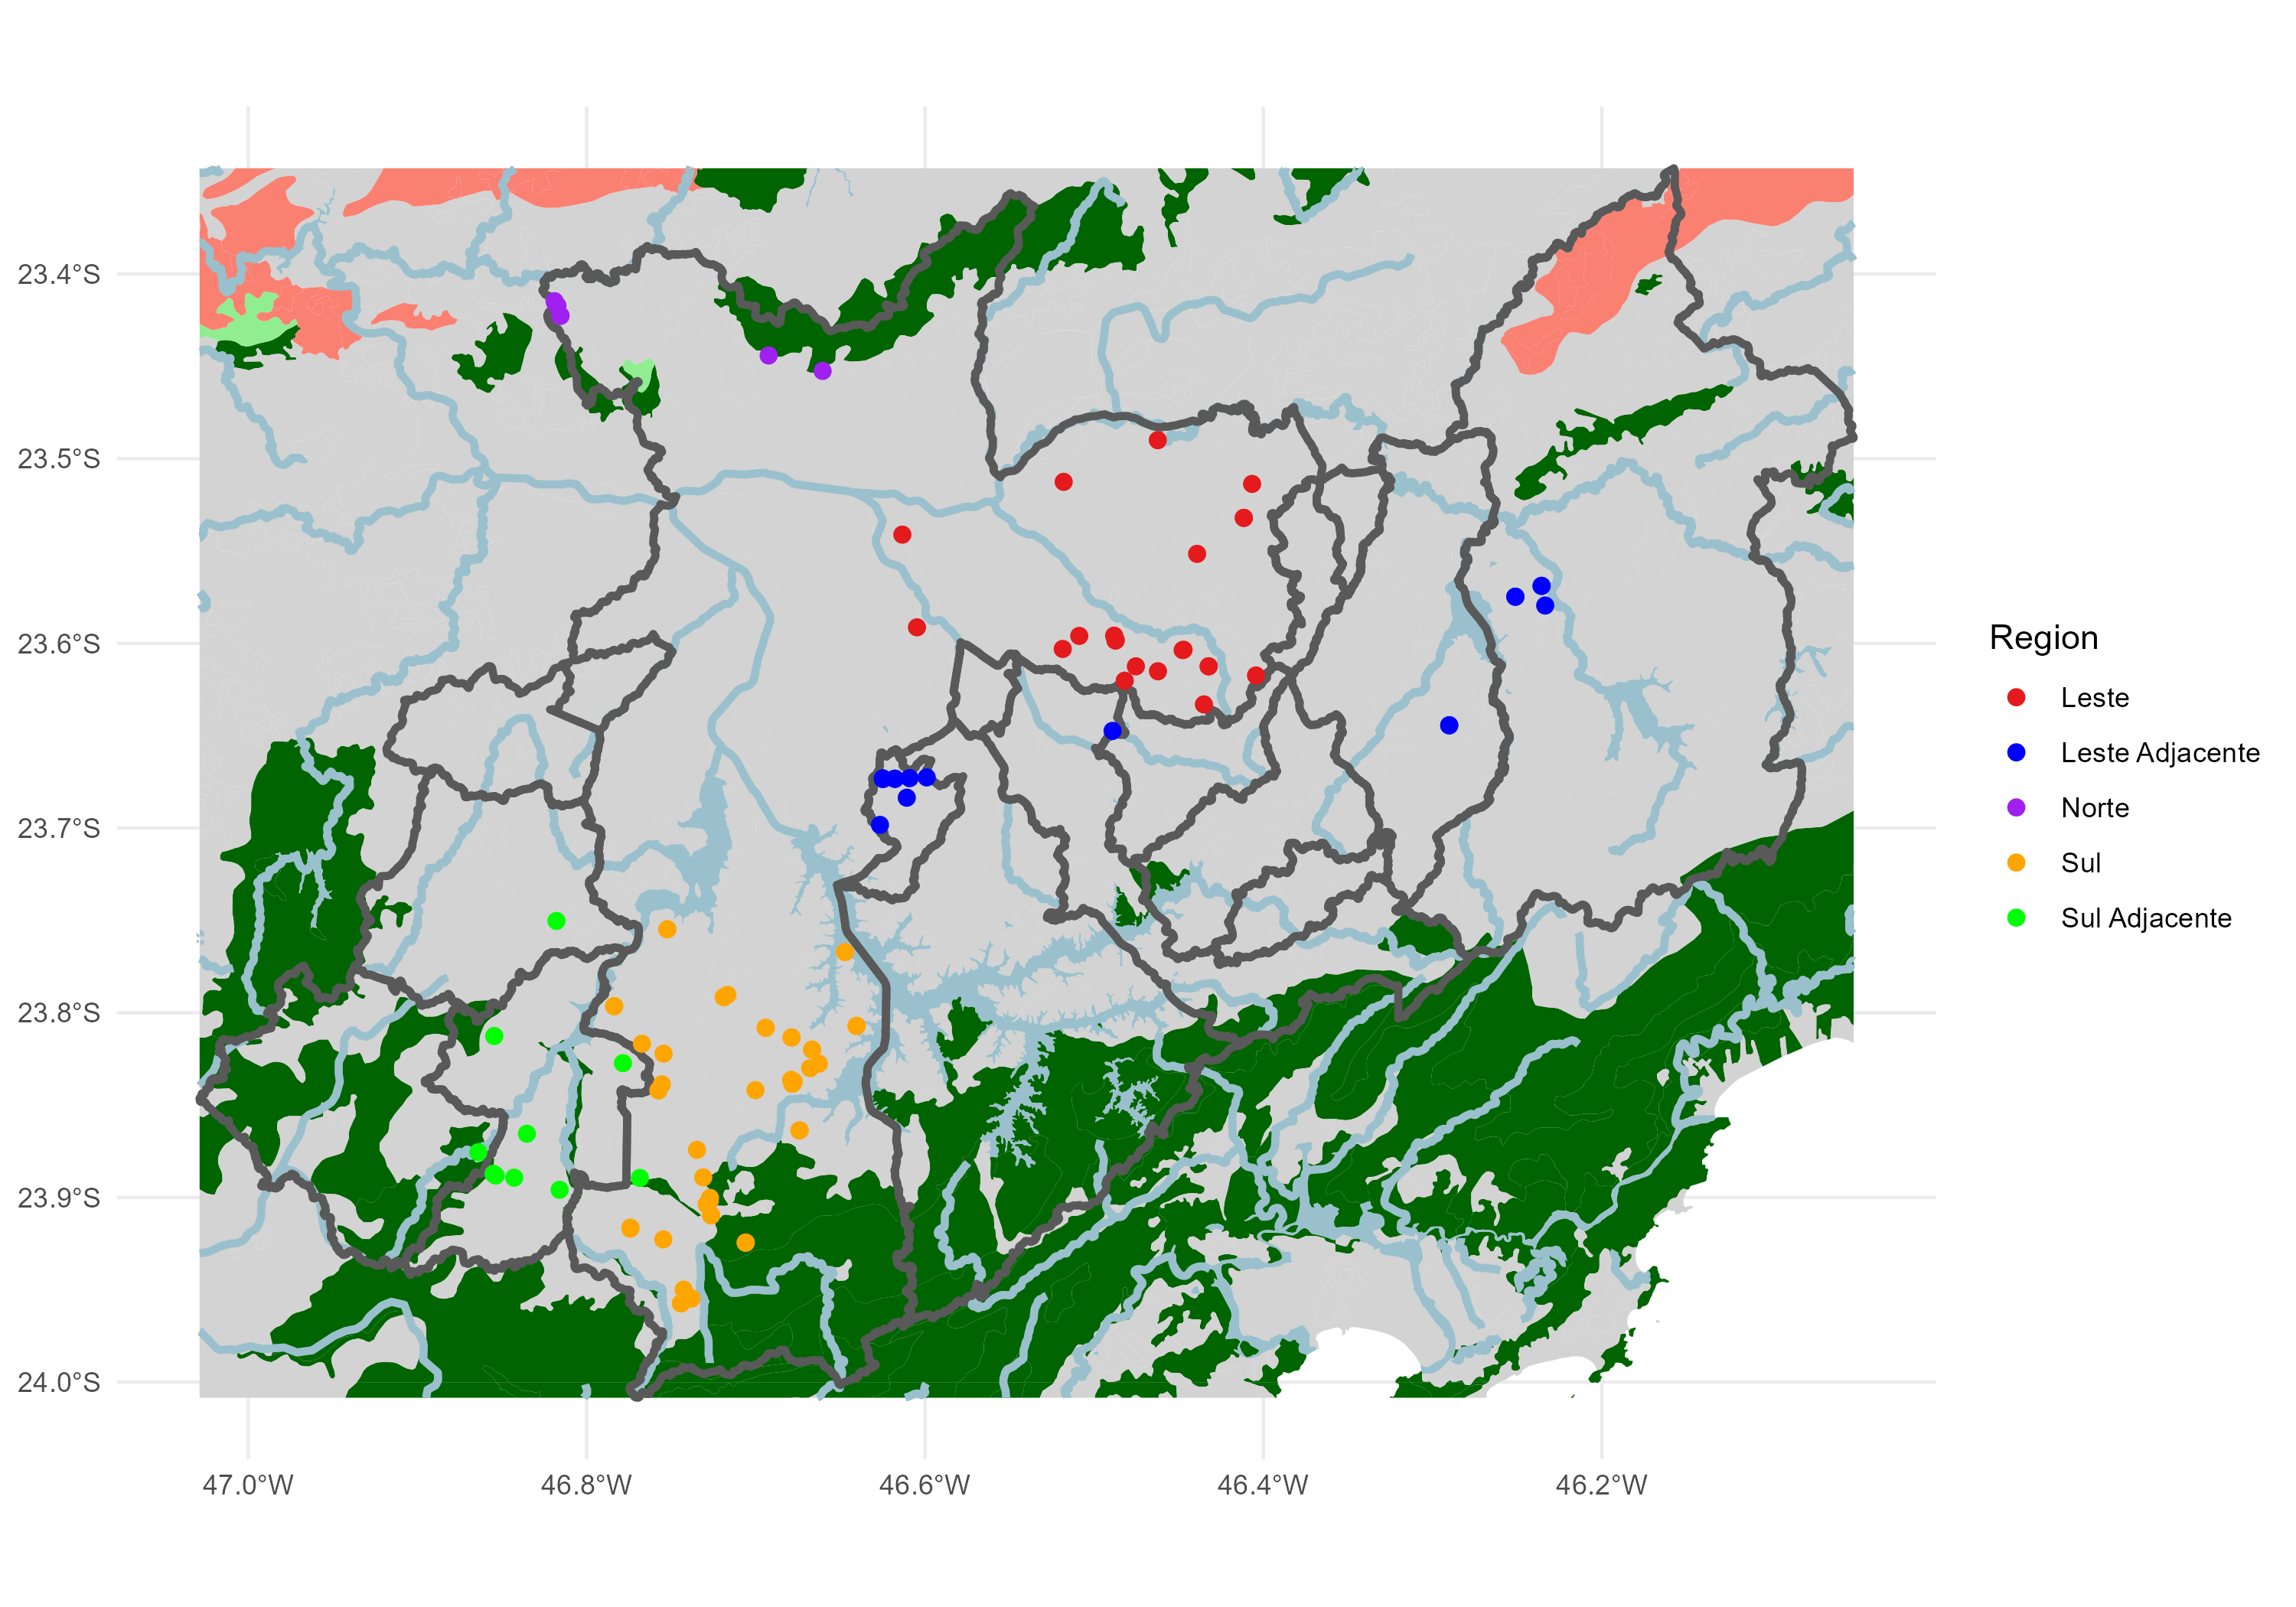 23.4°S
23.5°S
23.6°S
23.7°S
23.8°S
23.9°S
24.0°S
47.0°W
46.8°W
46.6°W
46.4°W
46.2°W
Region
Leste
Leste Adjacente
Norte
Sul
Sul Adjacente